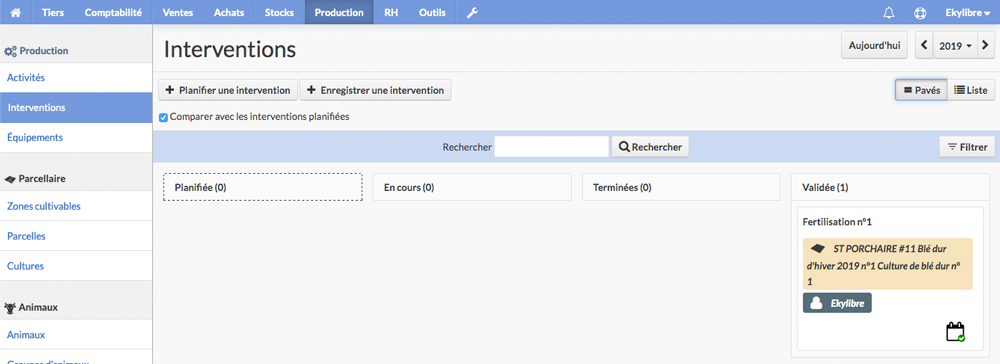 Tiers Comptabilité Ventes Achats Stocks Production RH Outils Ekylibre
Production
Activités
Interventions
Équipements
Parcellaire
Zones cultivables
Parcelles
Cultures
Animaux
Animaux
Groupes d'animaux
Interventions
Aujourd'hui
2019
Planifier une intervention
Enregistrer une intervention
Pavés
Liste
Comparer avec les interventions planifiées
Rechercher
Rechercher
Filtrer
Planifiée (0)
En cours (0)
Terminées (0)
Validée (1)
Fertilisation n°1
ST PORCHAIRE #11 Blé dur
d'hiver 2019 n°1 Culture de blé dur n°
1
Ekylibre